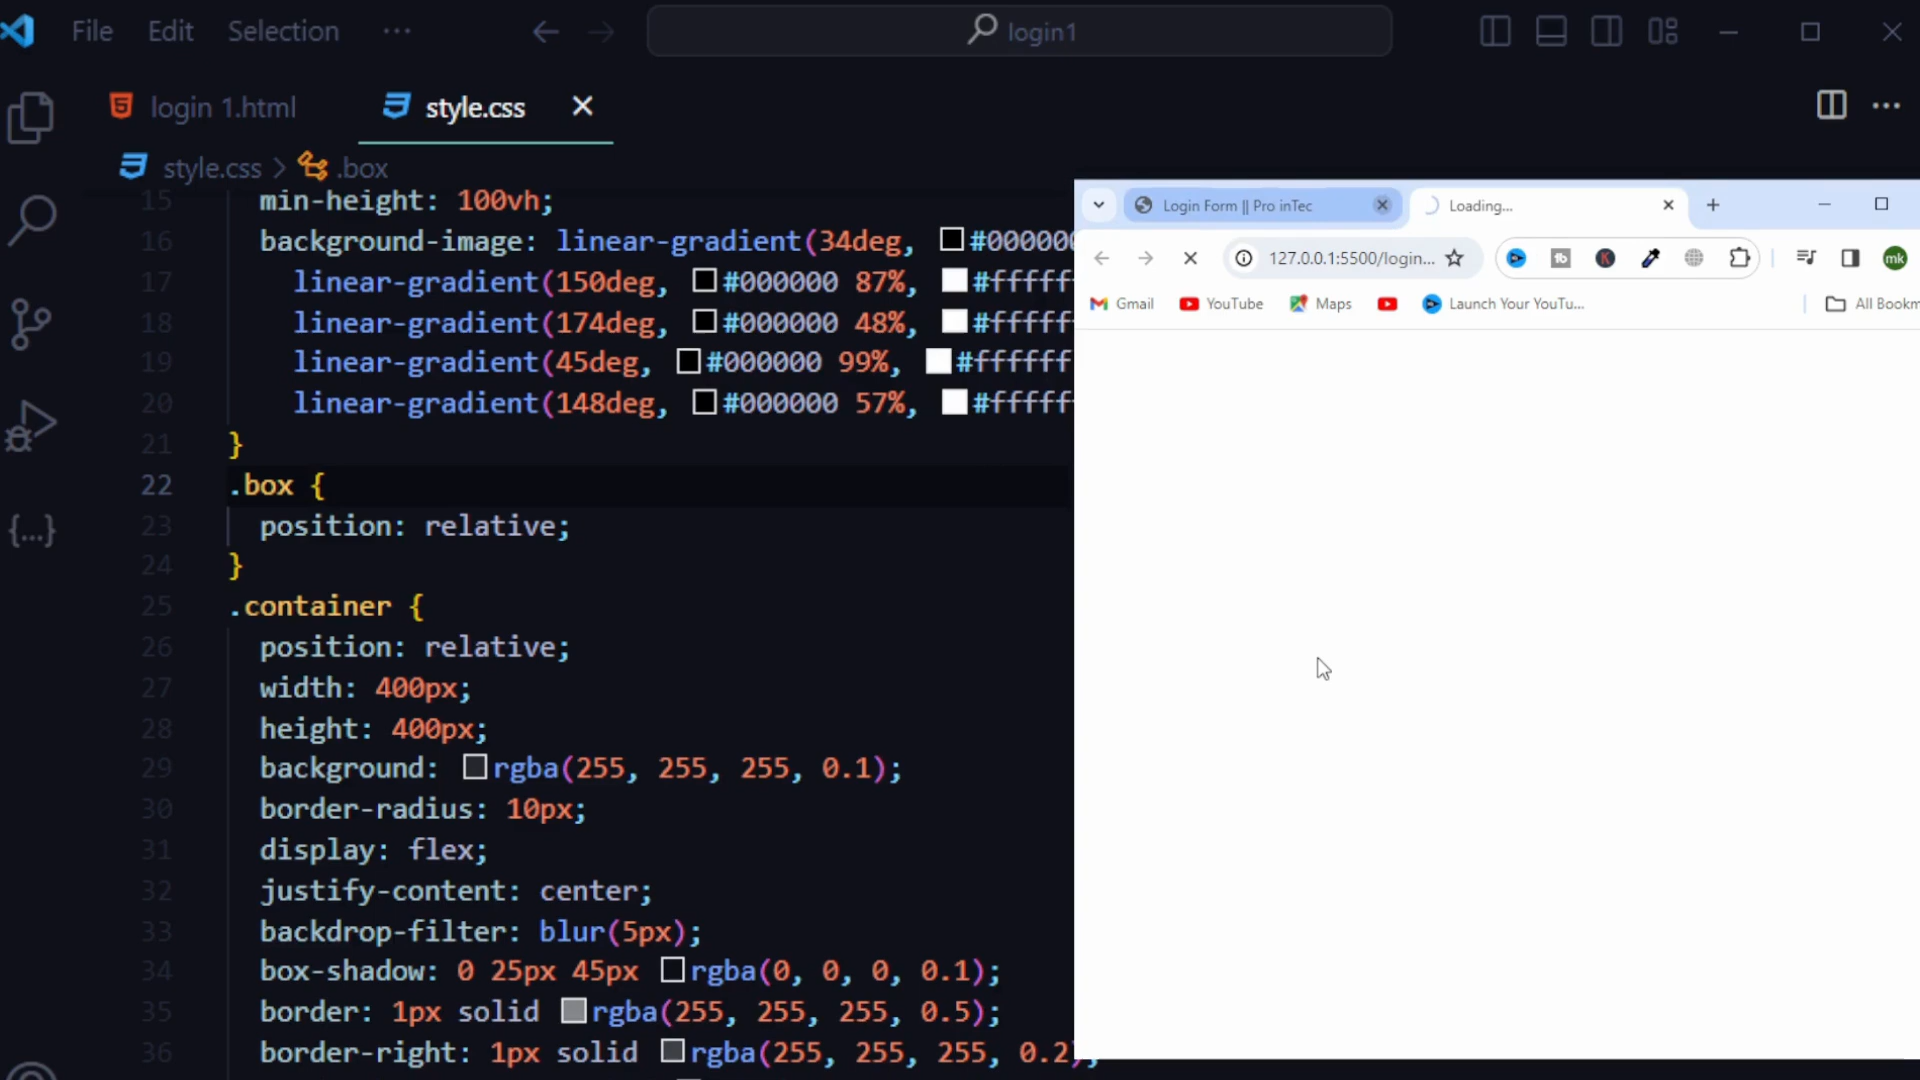 File Edit Selection ···
login1
login 1.html
style.css
style.css > .box
15 min-height: 100vh;
16 background-image: linear-gradient(34deg, #000000
17 linear-gradient(150deg, #000000 87%, #fffff
18 linear-gradient(174deg, #000000 48%, #fffff
19 linear-gradient(45deg, #000000 99%, #ffffff
20 linear-gradient(148deg, #000000 57%, #fffff
21 }
22 .box {
23 position: relative;
24 }
25 .container {
26 position: relative;
27 width: 400px;
28 height: 400px;
29 background: rgba(255, 255, 255, 0.1);
30 border-radius: 10px;
31 display: flex;
32 justify-content: center;
33 backdrop-filter: blur(5px);
34 box-shadow: 0 25px 45px rgba(0, 0, 0, 0.1);
35 border: 1px solid rgba(255, 255, 255, 0.5);
36 border-right: 1px solid rgba(255, 255, 255, 0.2);
Login Form || Pro inTec
Loading...
127.0.0.1:5500/login...
mk
Gmail YouTube Maps Launch Your YouTu... All Bookm